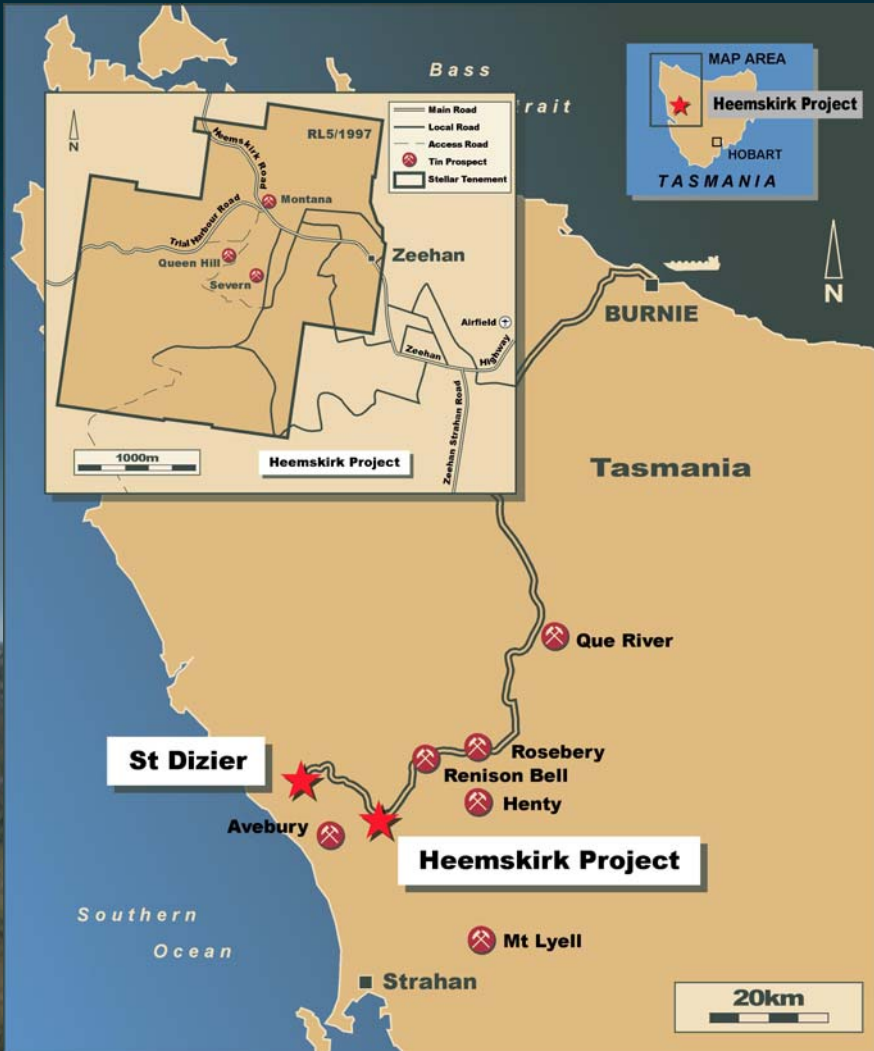 Bass
rait
MAP AREA
Heemskirk Project
HOBART
TASMANIA
N
Main Road
Local Road
Access Road
Tin Prospect
Stellar Tenement
RL5/1997
Heemskirk Road
Montana
Trial Harbour Road
Queen Hill
Severn
Zeehan
Airfield
Zeehan
Highway
Zeehan Strahan Road
1000m
Heemskirk Project
N
BURNIE
Tasmania
Que River
St Dizier
Rosebery
Renison Bell
Henty
Avebury
Heemskirk Project
Southern
Ocean
Mt Lyell
Strahan
20km